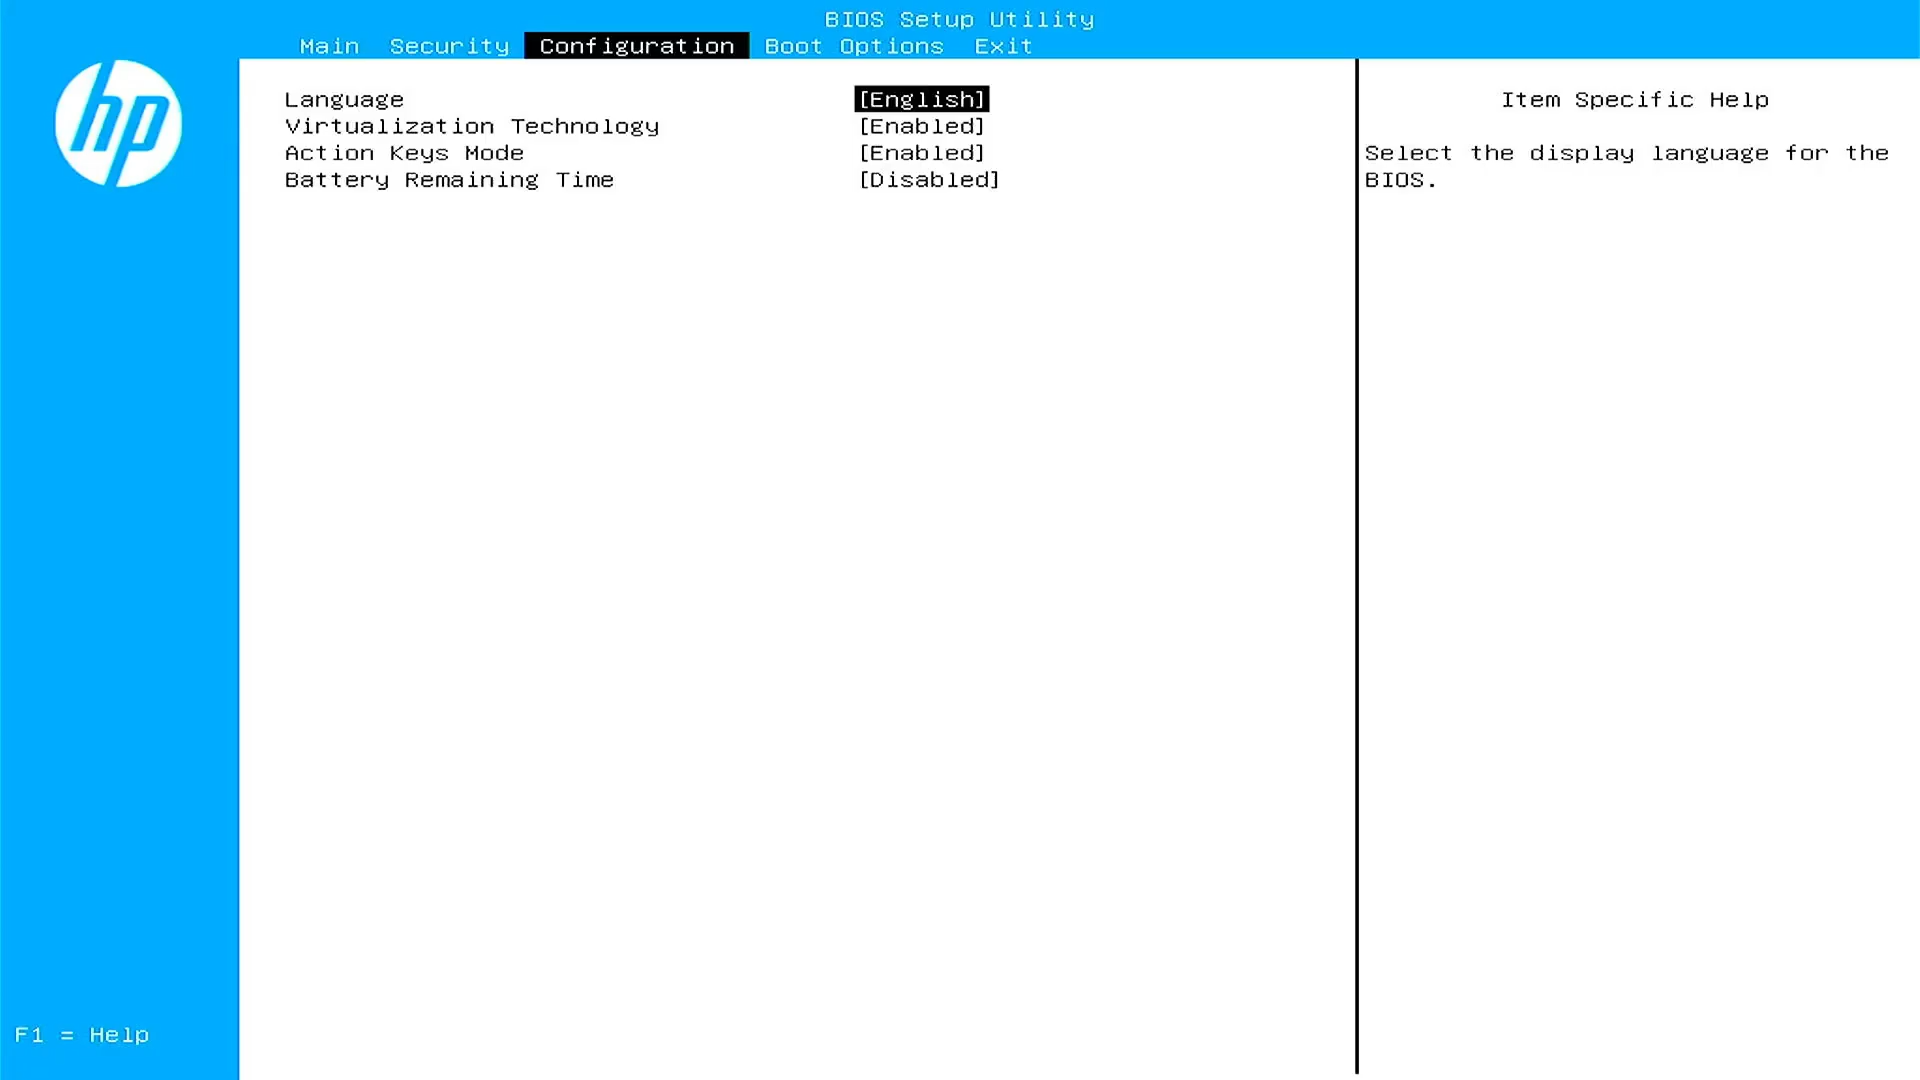 BIOS Setup Utility
Main Security Configuration Boot Options Exit
hp
Language [English]
Virtualization Technology [Enabled]
Action Keys Mode [Enabled]
Battery Remaining Time [Disabled]
Item Specific Help
Select the display language for the
BIOS.
F1 = Help